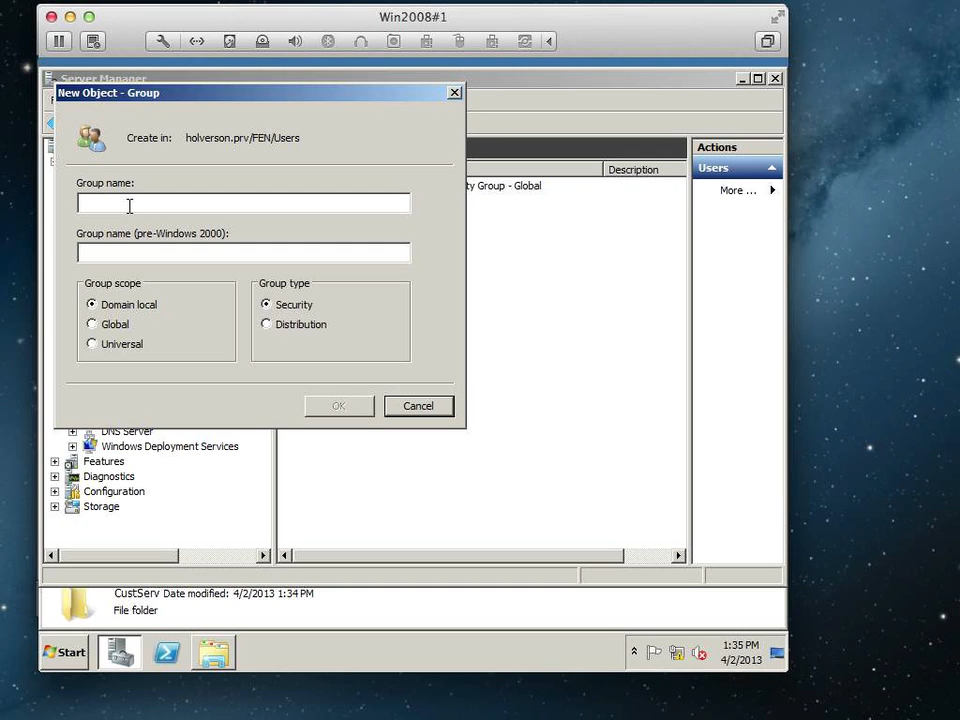 Win2008#1
Server Manager
New Object - Group
Create in: holverson.prv/FEN/Users
Group name:
Group name (pre-Windows 2000):
Group scope
Domain local
Global
Universal
Group type
Security
Distribution
OK
Cancel
Description
ty Group - Global
Actions
Users
More ...
DNS Server
Windows Deployment Services
Features
Diagnostics
Configuration
Storage
CustServ Date modified: 4/2/2013 1:34 PM
File folder
Start
1:35 PM
4/2/2013